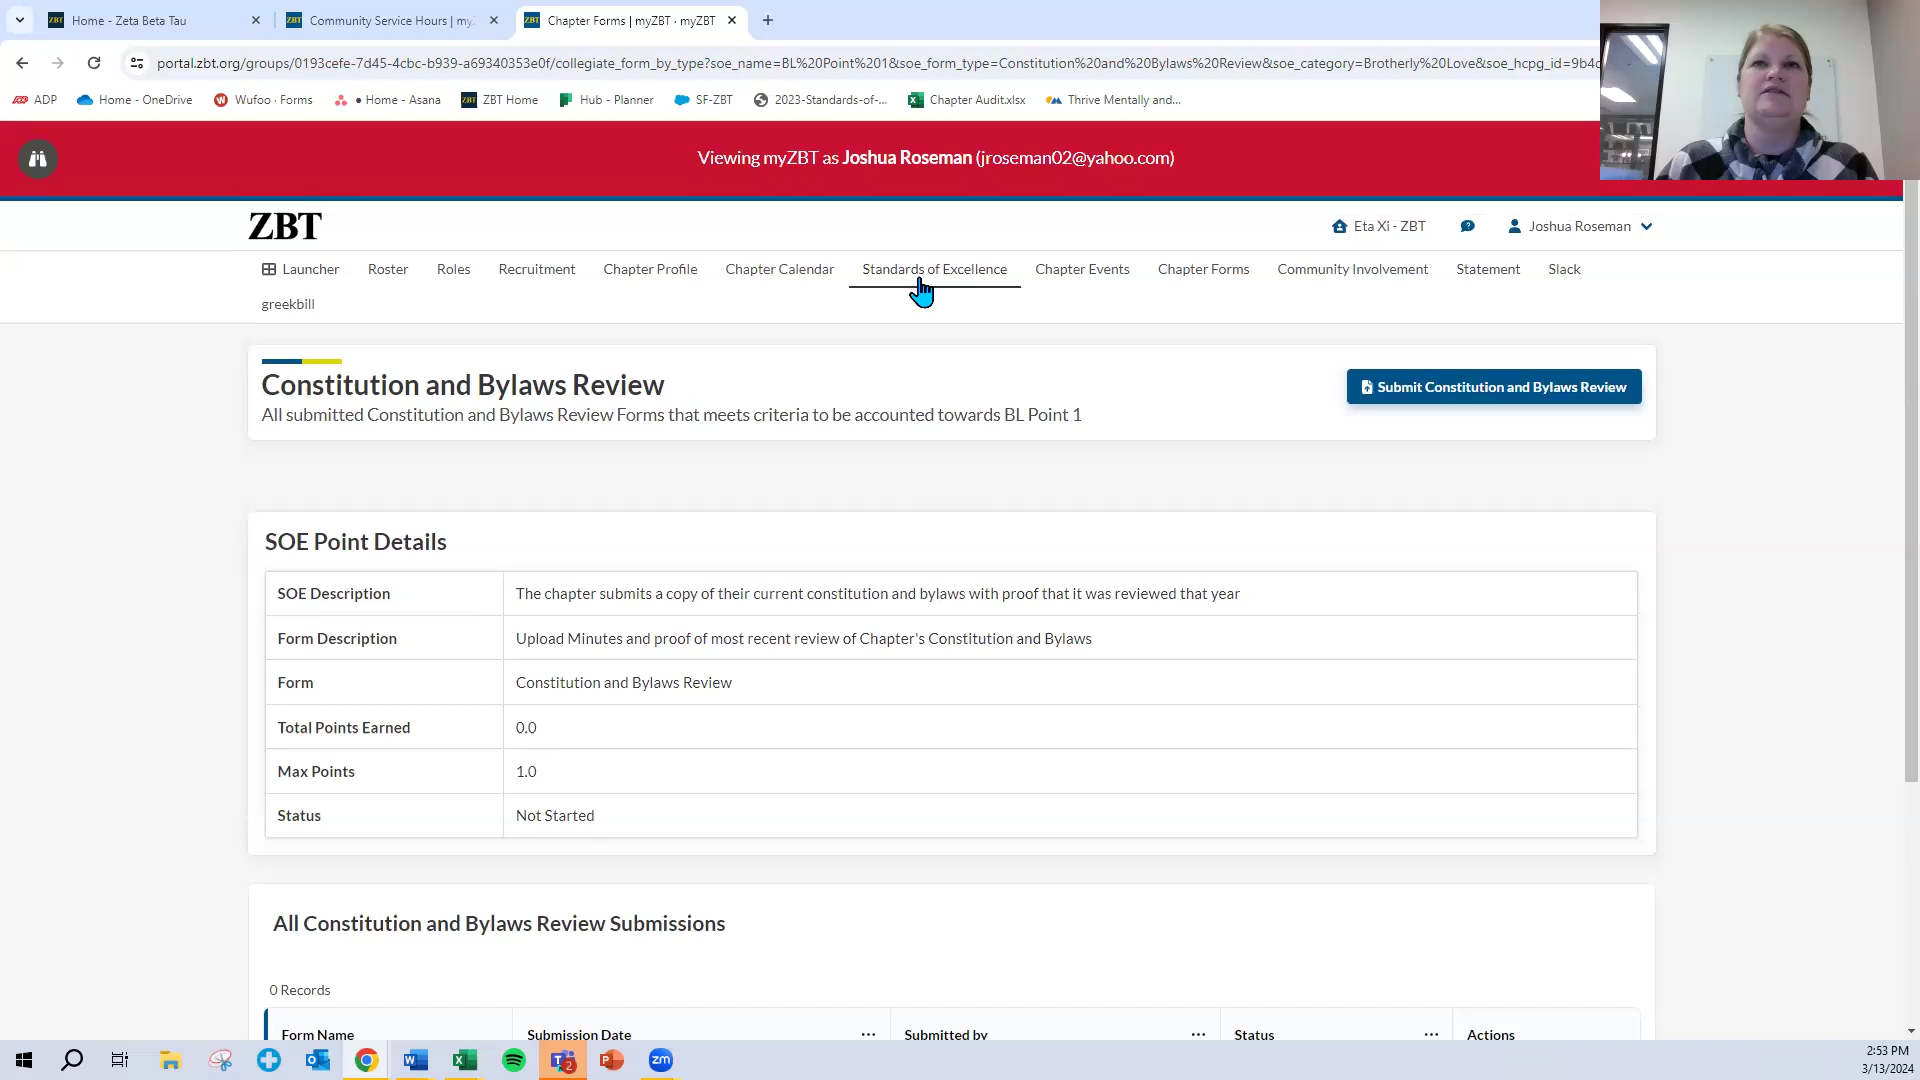 Home - Zeta Beta Tau
Community Service Hours | my
Chapter Forms | myZBT · myZBT
portal.zbt.org/groups/0193cefe-7d45-4cbc-b939-a69340353e0f/collegiate_form_by_type?soe_name=BL%20Point%201&soe_form_type=Constitution%20and%20Bylaws%20Review&soe_category=Brotherly%20Love&soe_hcpg_id=9b4c
ADP
Home - OneDrive
Wufoo · Forms
• Home - Asana
ZBT Home
Hub - Planner
SF-ZBT
2023-Standards-of-...
Chapter Audit.xlsx
Thrive Mentally and...
Viewing myZBT as Joshua Roseman (jroseman02@yahoo.com)
ZBT
Eta Xi - ZBT
Joshua Roseman
Launcher Roster Roles Recruitment Chapter Profile Chapter Calendar Standards of Excellence Chapter Events Chapter Forms Community Involvement Statement Slack
greekbill
Constitution and Bylaws Review
Submit Constitution and Bylaws Review
All submitted Constitution and Bylaws Review Forms that meets criteria to be accounted towards BL Point 1
SOE Point Details
SOE Description The chapter submits a copy of their current constitution and bylaws with proof that it was reviewed that year
Form Description Upload Minutes and proof of most recent review of Chapter's Constitution and Bylaws
Form Constitution and Bylaws Review
Total Points Earned 0.0
Max Points 1.0
Status Not Started
All Constitution and Bylaws Review Submissions
0 Records
Form Name Submission Date ... Submitted by ... Status ... Actions
2:53 PM
3/13/2024